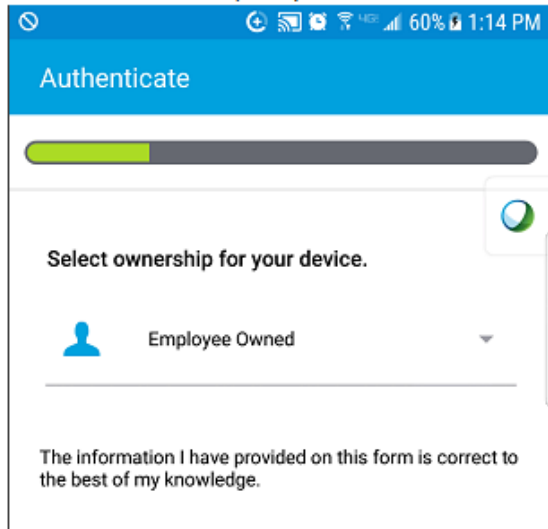 4GE 60% 1:14 PM
Authenticate
Select ownership for your device.
Employee Owned
The information I have provided on this form is correct to
the best of my knowledge.